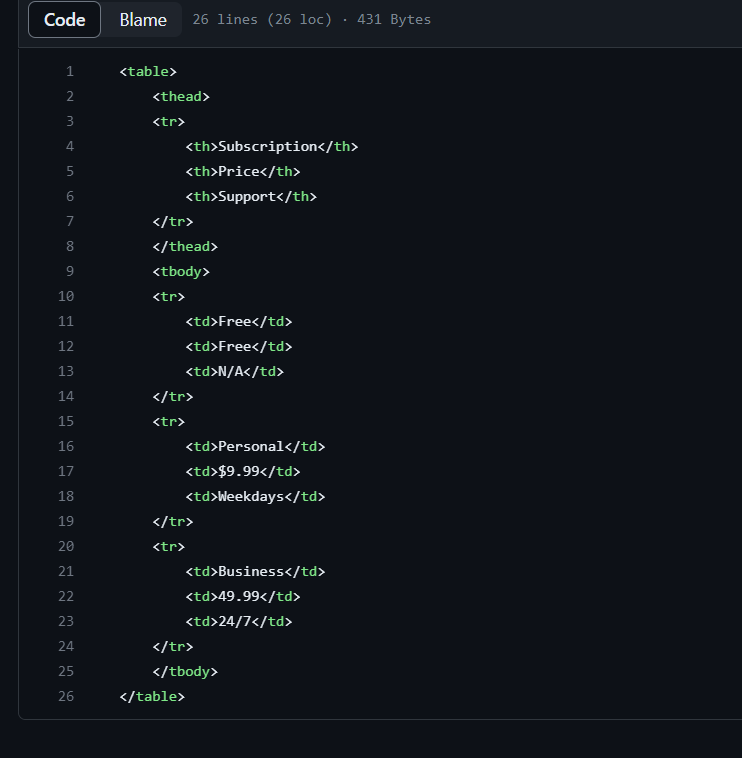 Code Blame 26 lines (26 loc) · 431 Bytes
1 <table>
2 <thead>
3 <tr>
4 <th>Subscription</th>
5 <th>Price</th>
6 <th>Support</th>
7 </tr>
8 </thead>
9 <tbody>
10 <tr>
11 <td>Free</td>
12 <td>Free</td>
13 <td>N/A</td>
14 </tr>
15 <tr>
16 <td>Personal</td>
17 <td>$9.99</td>
18 <td>Weekdays</td>
19 </tr>
20 <tr>
21 <td>Business</td>
22 <td>49.99</td>
23 <td>24/7</td>
24 </tr>
25 </tbody>
26 </table>